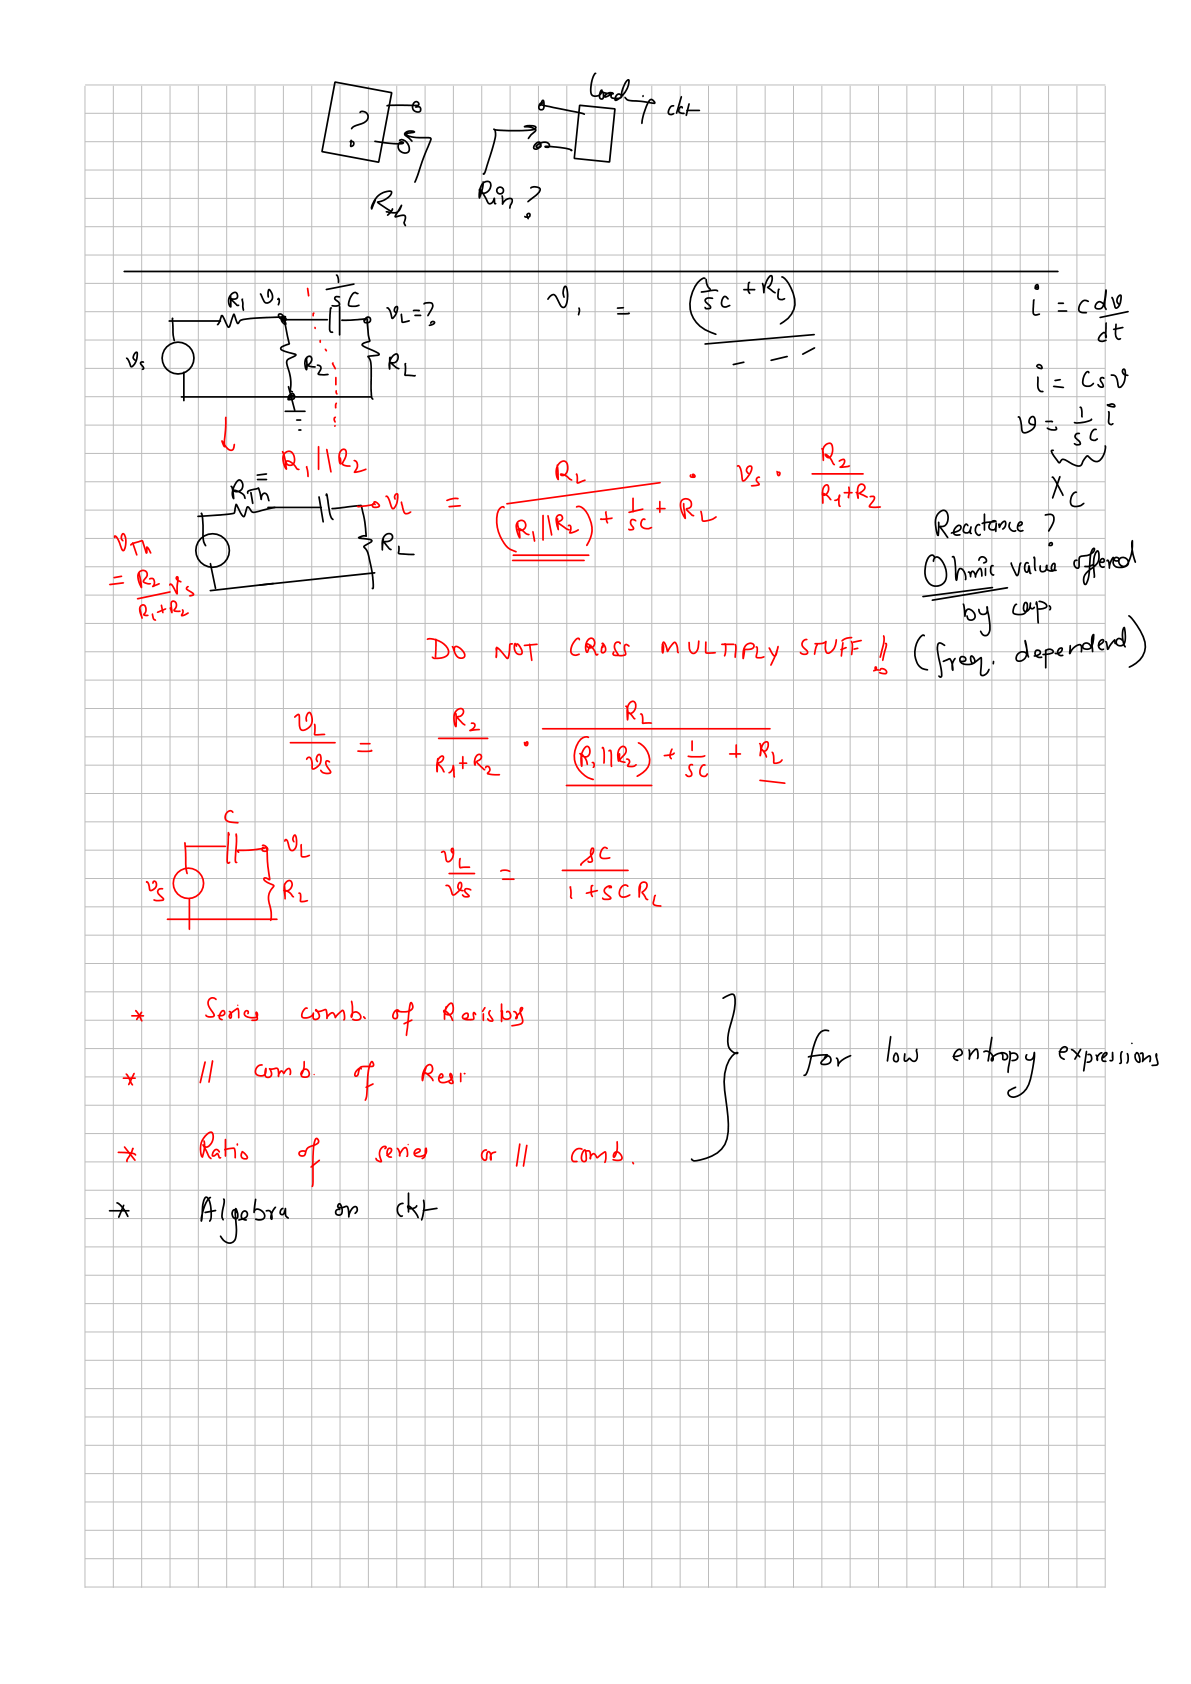 ?
Loading ckt
Rth
Rin ?
R1 v1 1/sC vL=?
vs R2 RL
v1 = (1/sC + RL)
i = C dv/dt
i = Csv
v = 1/sC i
XC
Reactance ?
Ohmic value offered
by cap.
(freq. dependend)
R1 // R2
=
RTh vL = RL / ((R1//R2) + 1/sC + RL) · vs · R2 / (R1+R2)
RL
vTh
= R2 / (R1+R2) vs
DO NOT CROSS MULTIPLY STUFF !!
vL / vs = R2 / (R1+R2) · RL / ((R1//R2) + 1/sC + RL)
C
vL
vs RL
vL / vs = sC / (1+sCRL)
* Series comb. of Resistors
* // comb. of Resi
* Ratio of series or // comb.
for low entropy expressions
* Algebra on ckt